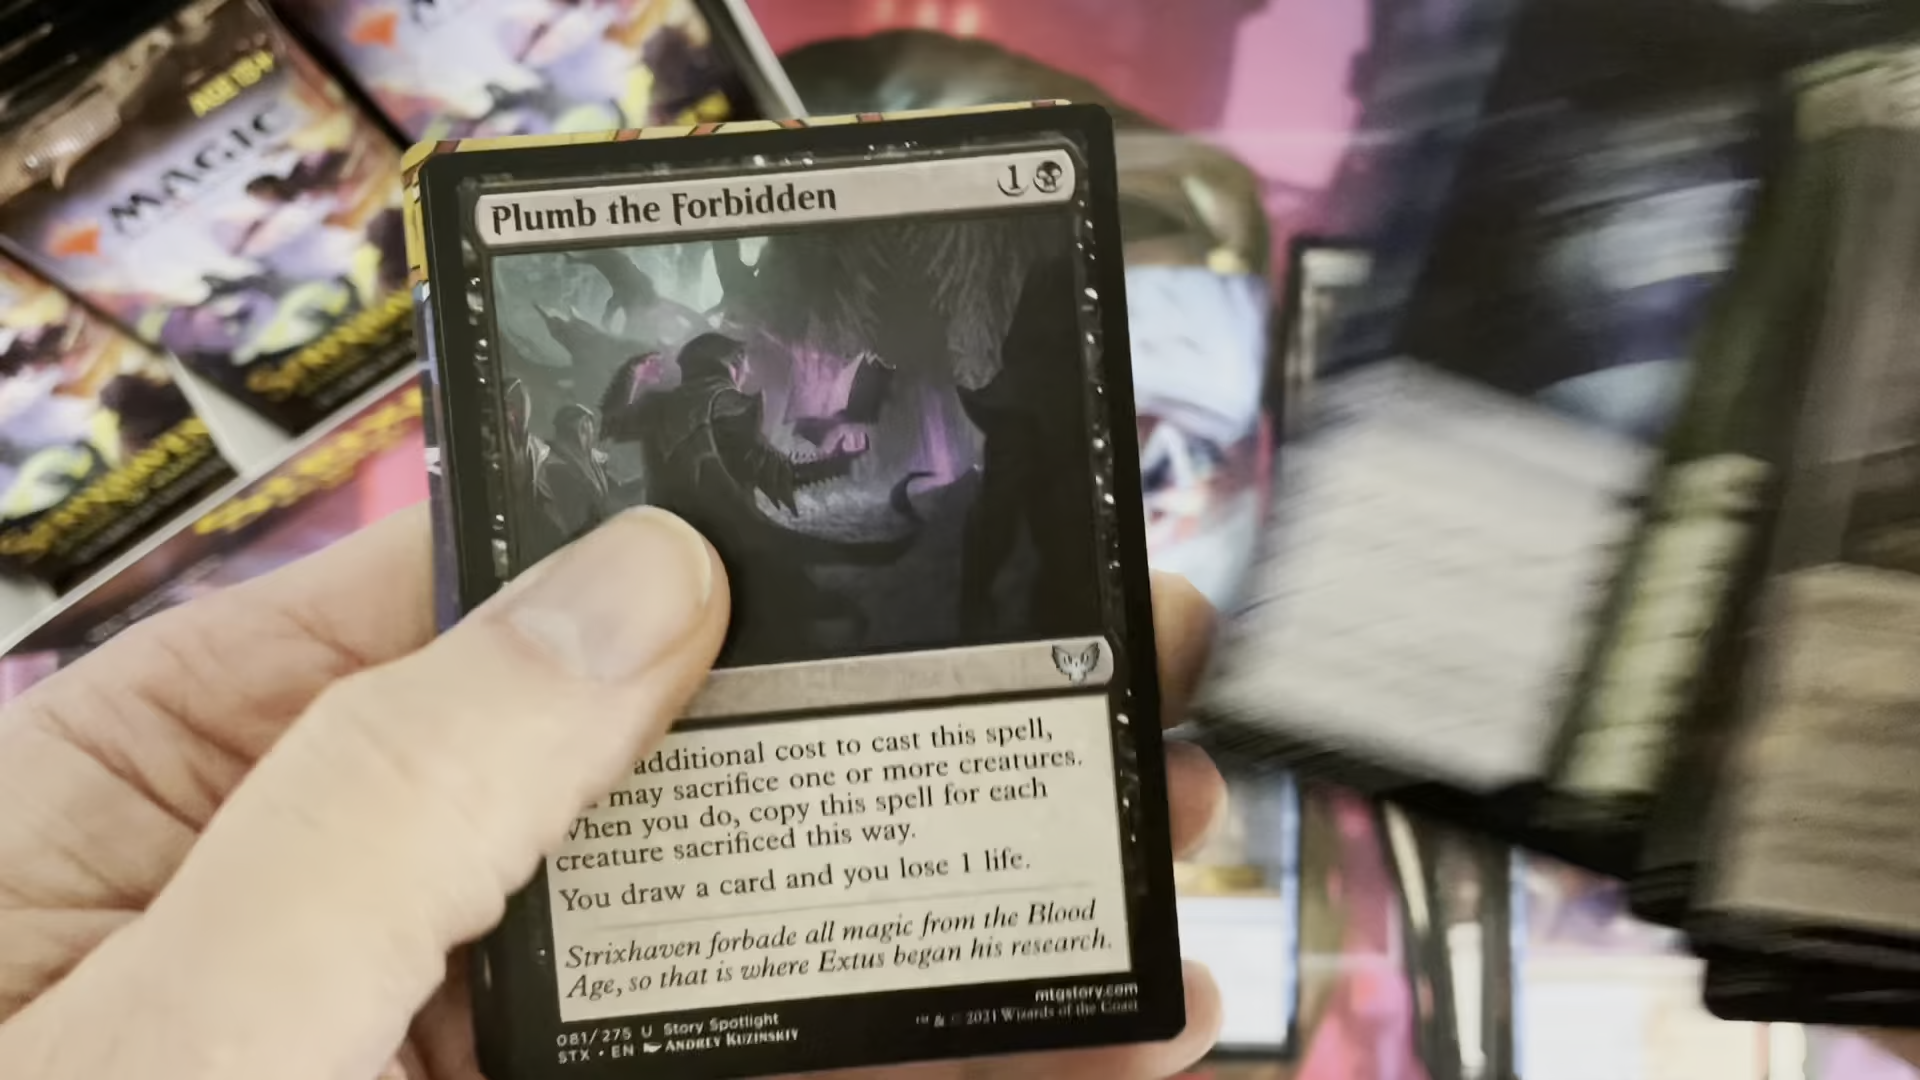 AGE 13+
MAGIC
Plumb the Forbidden 1
additional cost to cast this spell,
may sacrifice one or more creatures.
When you do, copy this spell for each
creature sacrificed this way.
You draw a card and you lose 1 life.
Strixhaven forbade all magic from the Blood
Age, so that is where Extus began his research.
mtgstory.com
081/275 U Story Spotlight
™ & © 2021 Wizards of the Coast
STX • EN Andrey Kuzinskiy